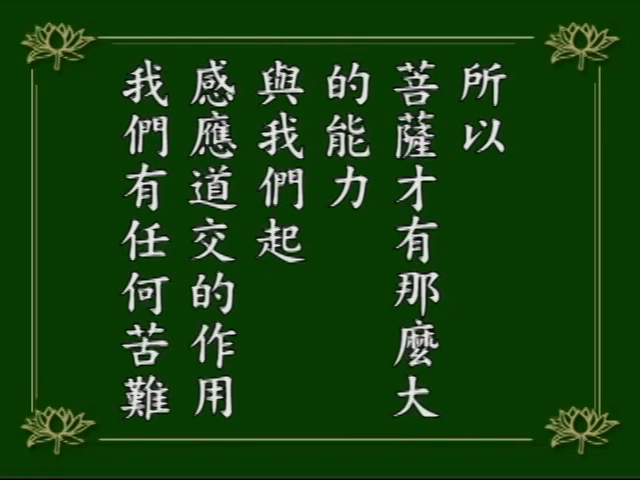 所以
菩薩才有那麼大
的能力
與我們起
感應道交的作用
我們有任何苦難